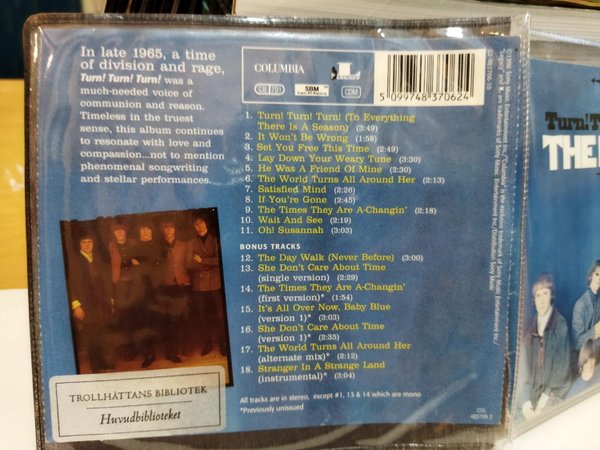 In late 1965, a time
of division and rage,
Turn! Turn! Turn! was a
much-needed voice of
communion and reason.
Timeless in the truest
sense, this album continues
to resonate with love and
compassion...not to mention
phenomenal songwriting
and stellar performances.
COLUMBIA
CB 701
SBM
5 099748 370624
1. Turn! Turn! Turn! (To Everything
There Is A Season) (3:49)
2. It Won't Be Wrong (1:58)
3. Set You Free This Time (2:49)
4. Lay Down Your Weary Tune (3:30)
5. He Was A Friend Of Mine (2:30)
6. The World Turns All Around Her (2:13)
7. Satisfied Mind (2:26)
8. If You're Gone (2:45)
9. The Times They Are A-Changin' (2:18)
10. Wait And See (2:19)
11. Oh! Susannah (3:03)
BONUS TRACKS
12. The Day Walk (Never Before) (3:00)
13. She Don't Care About Time
(single version) (2:29)
14. The Times They Are A-Changin'
(first version)* (1:54)
15. It's All Over Now, Baby Blue
(version 1)* (3:03)
16. She Don't Care About Time
(version 1)* (2:35)
17. The World Turns All Around Her
(alternate mix)* (2:12)
18. Stranger In A Strange Land
(instrumental)* (3:04)
All tracks are in stereo, except #1, 13 & 14 which are mono
*Previously unissued
COL
483706 2
TROLLHÄTTANS BIBLIOTEK
Huvudbiblioteket
Turn! T
THE